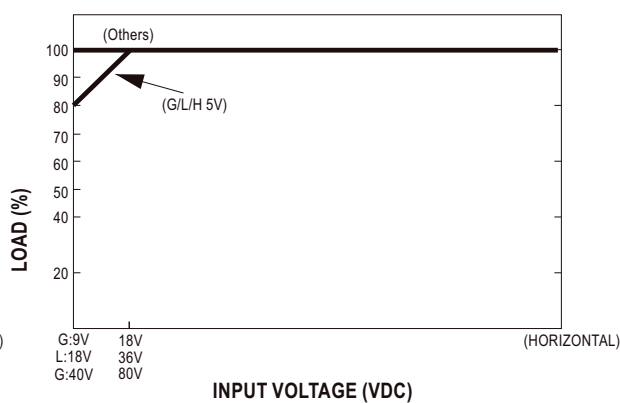 (Others)
100
90
(G/L/H 5V)
80
70
60
50
40
20
LOAD (%)
)
G:9V 18V (HORIZONTAL)
L:18V 36V
G:40V 80V
INPUT VOLTAGE (VDC)